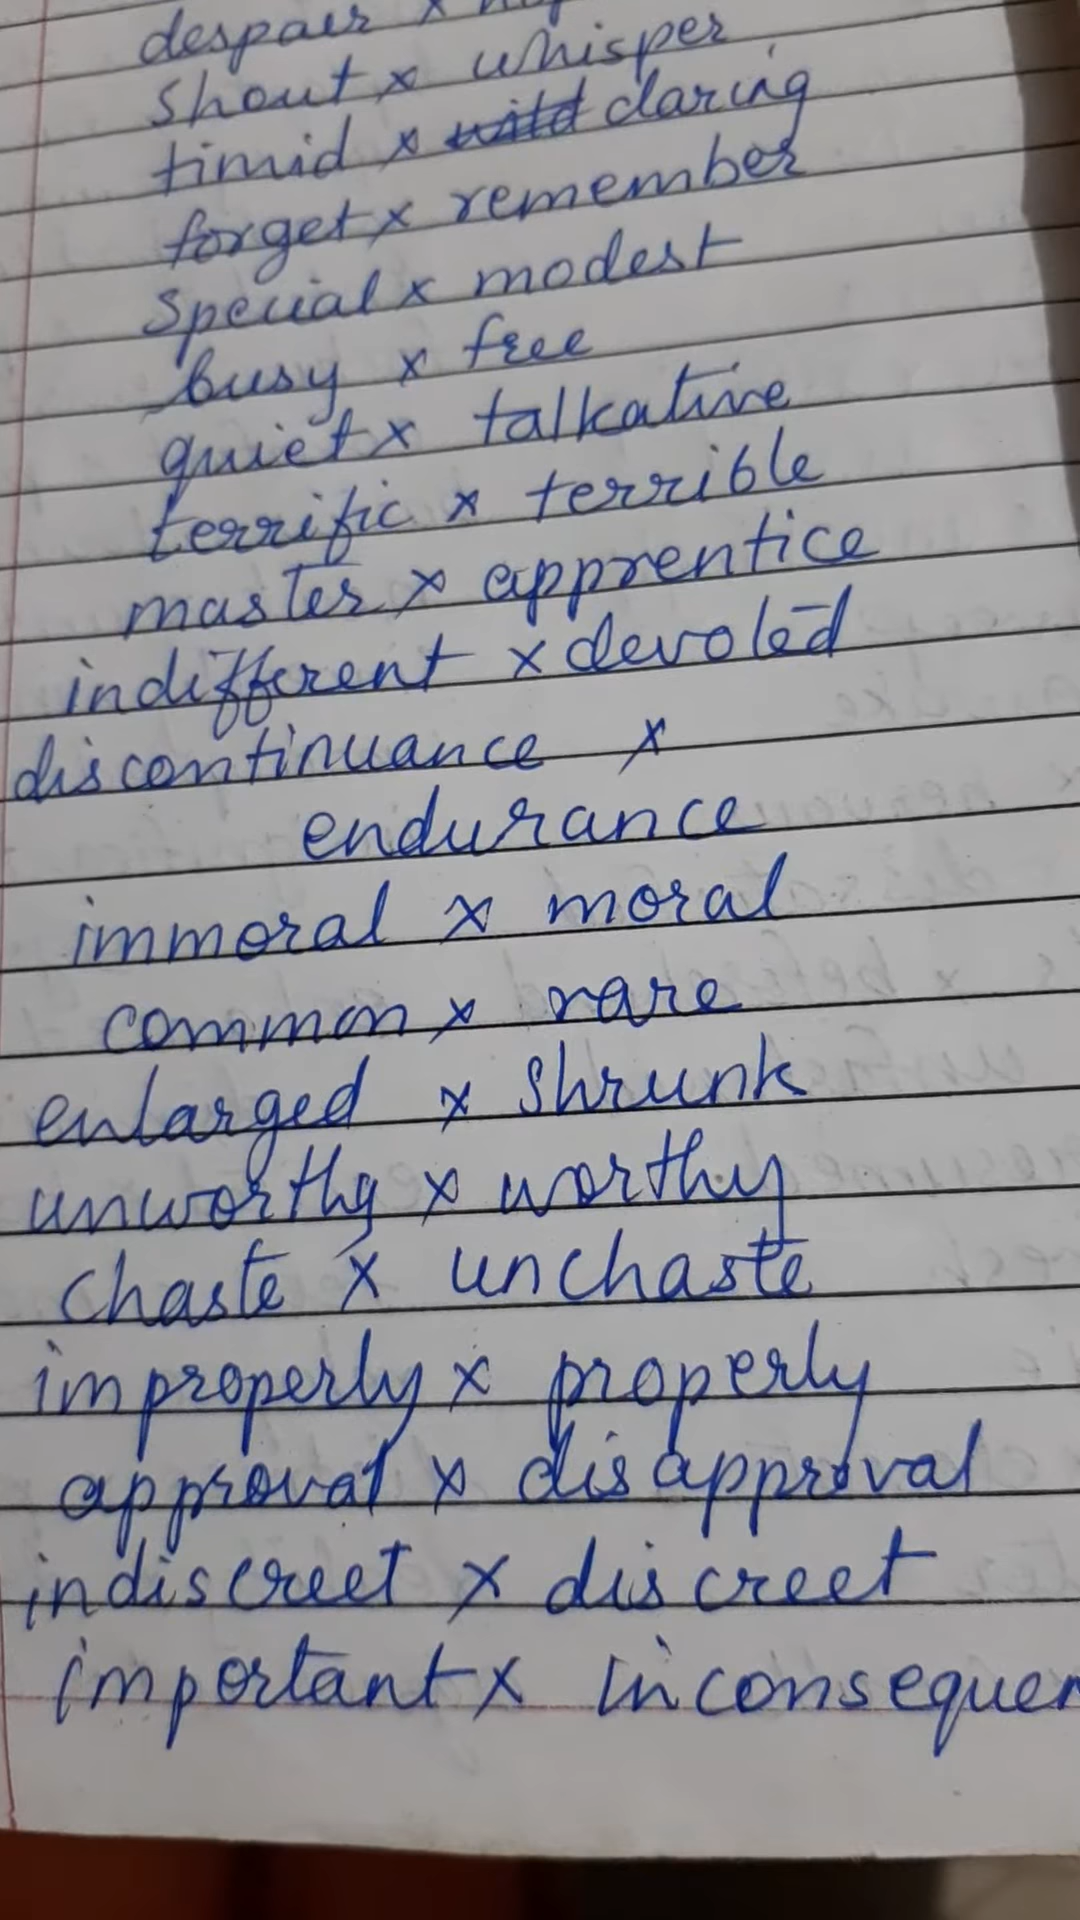 despair x
shout x whisper
timid x daring
forget x remember
special x modest
busy x free
quiet x talkative
terrific x terrible
master x apprentice
indifferent x devoted
discontinuance x
endurance
immoral x moral
common x rare
enlarged x shrunk
unworthy x worthy
chaste x unchaste
improperly x properly
approval x disapproval
indiscreet x discreet
important x inconsequen